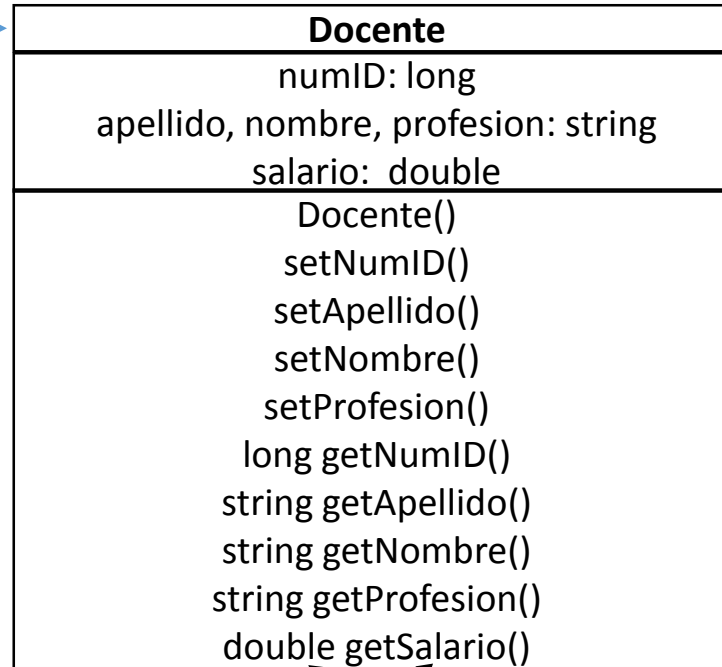 Docente
numID: long
apellido, nombre, profesion: string
salario: double
Docente()
setNumID()
setApellido()
setNombre()
setProfesion()
long getNumID()
string getApellido()
string getNombre()
string getProfesion()
double getSalario()